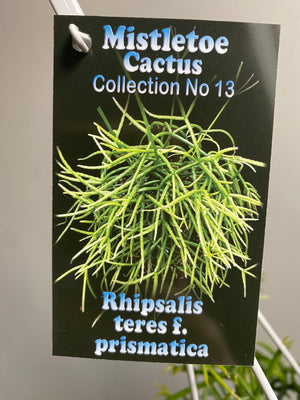 Mistletoe
Cactus
Collection No 13
Rhipsalis
teres f.
prismatica